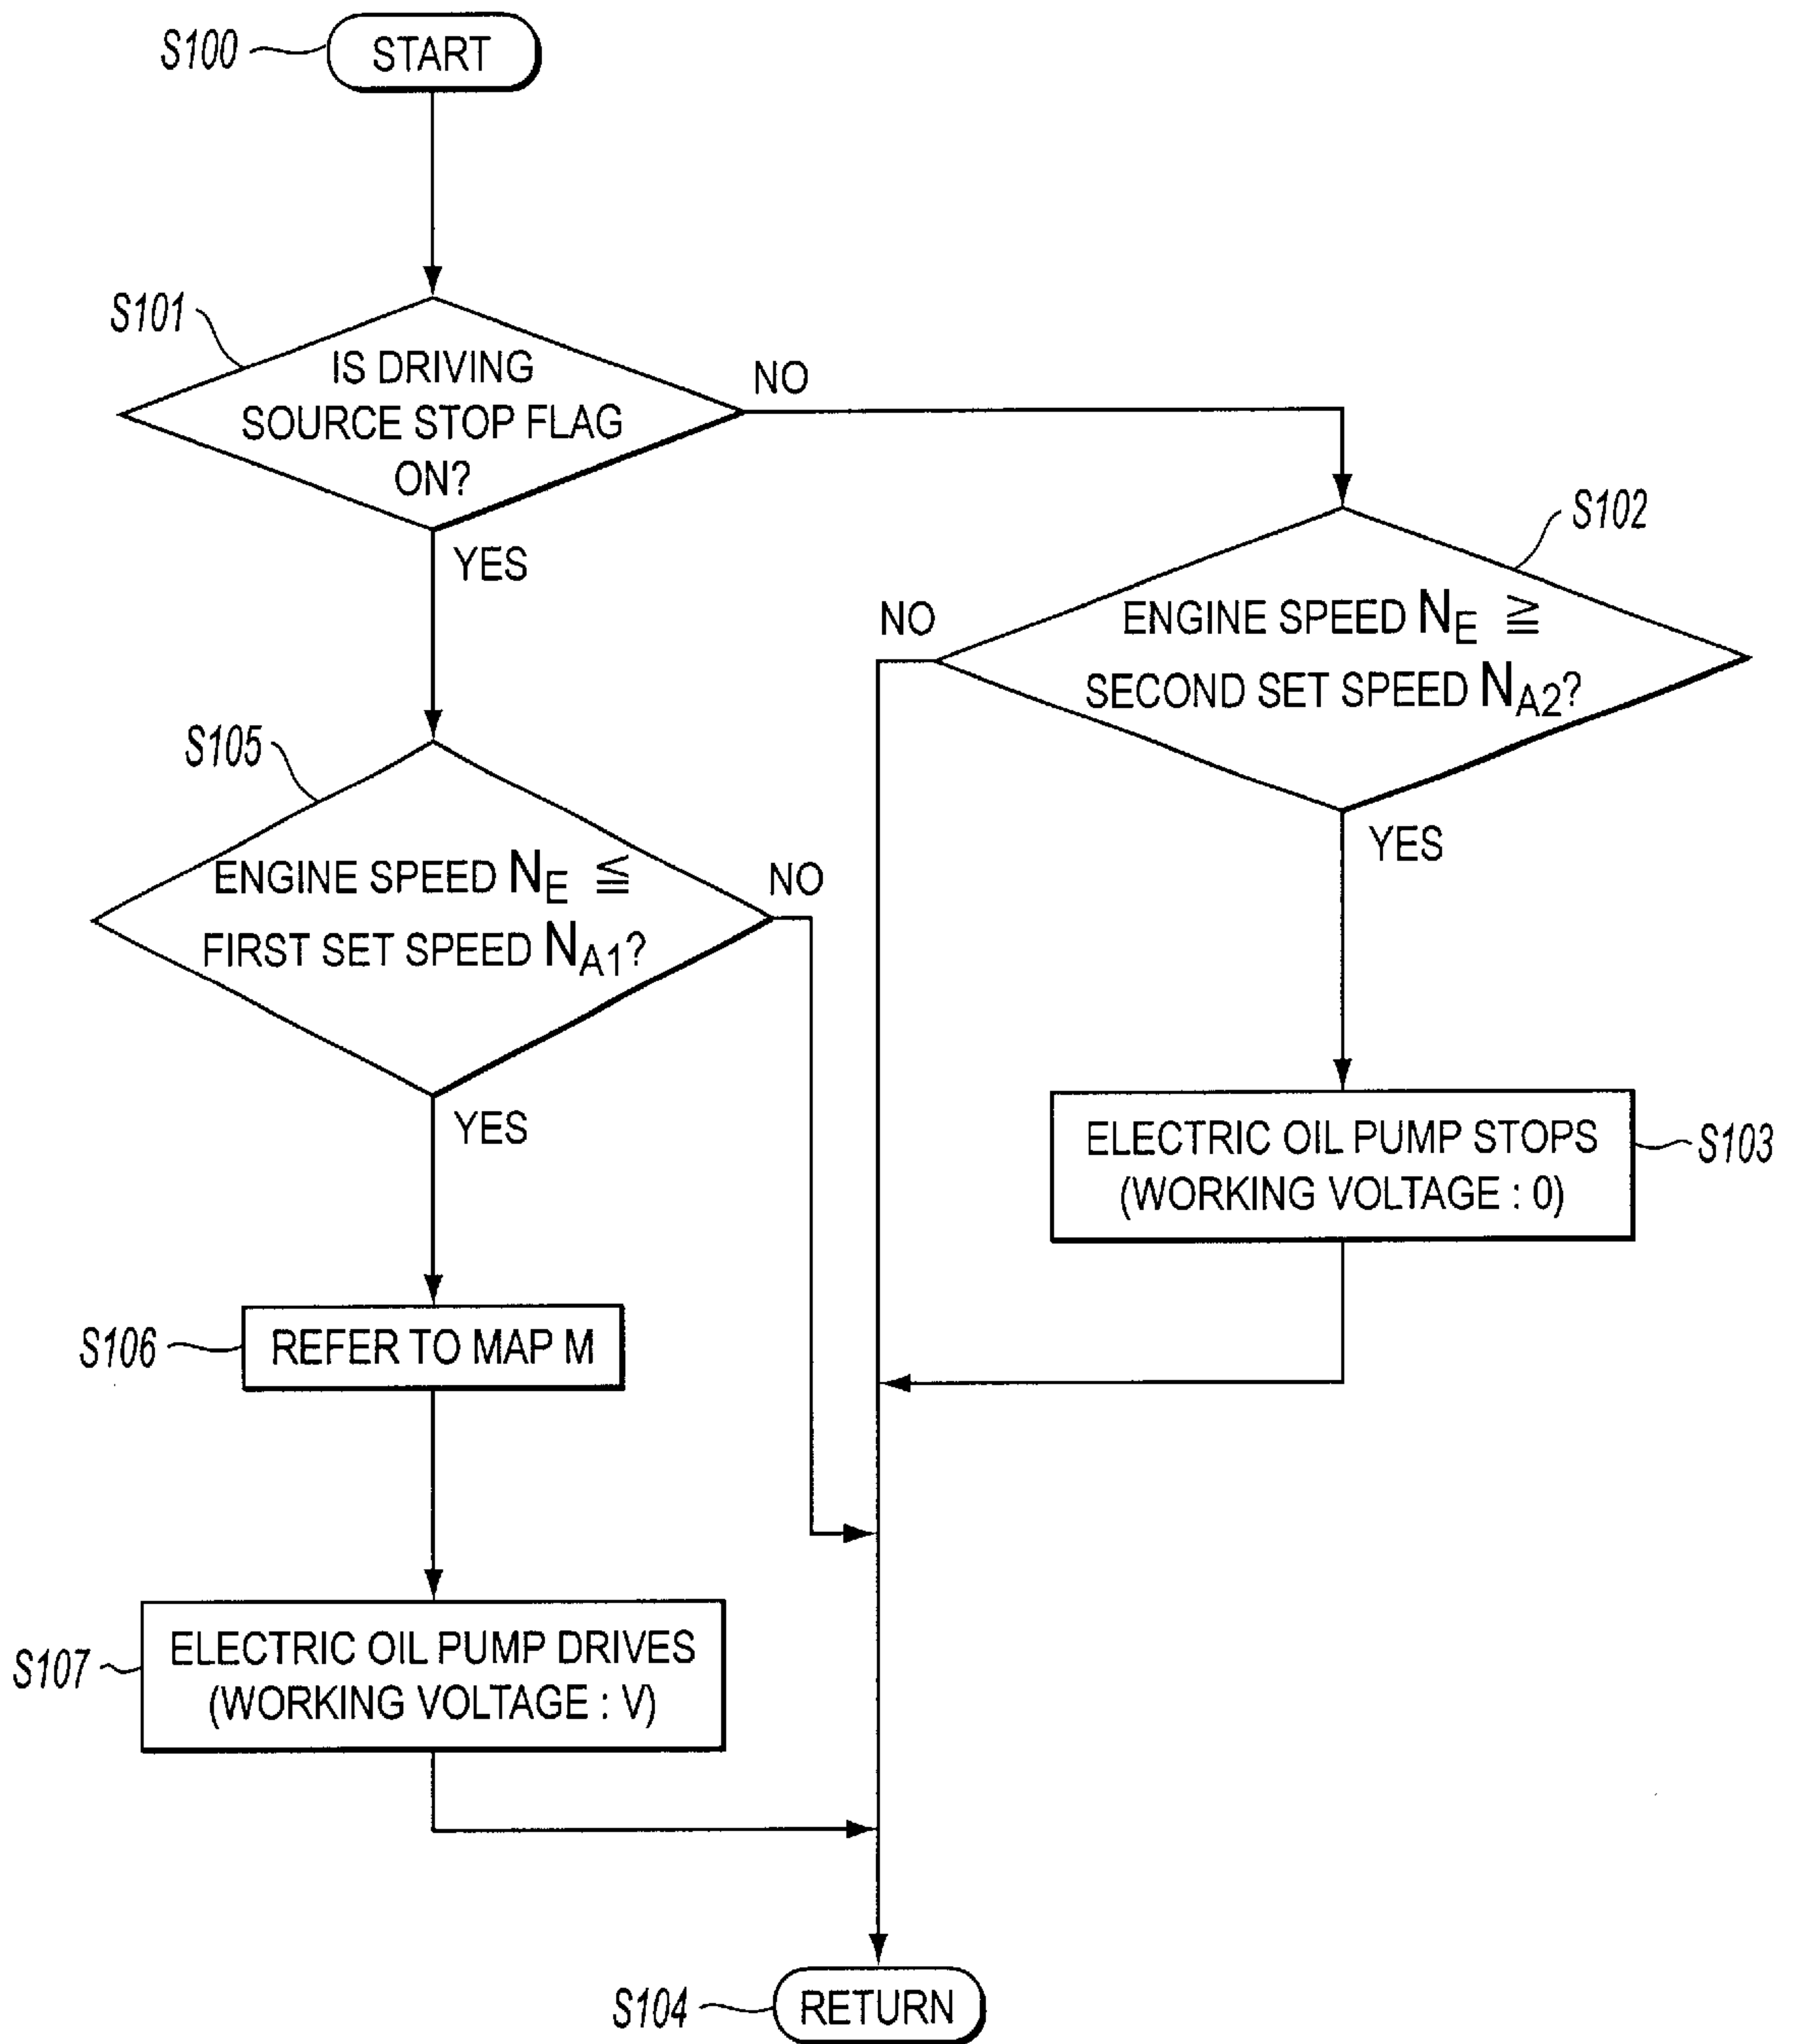 S100
START
S101
IS DRIVING
SOURCE STOP FLAG
ON?
NO
YES
S102
ENGINE SPEED NE ≧
SECOND SET SPEED NA2?
NO
YES
S105
ENGINE SPEED NE ≦
FIRST SET SPEED NA1?
NO
YES
ELECTRIC OIL PUMP STOPS
(WORKING VOLTAGE : 0)
S103
S106
REFER TO MAP M
S107
ELECTRIC OIL PUMP DRIVES
(WORKING VOLTAGE : V)
S104
RETURN